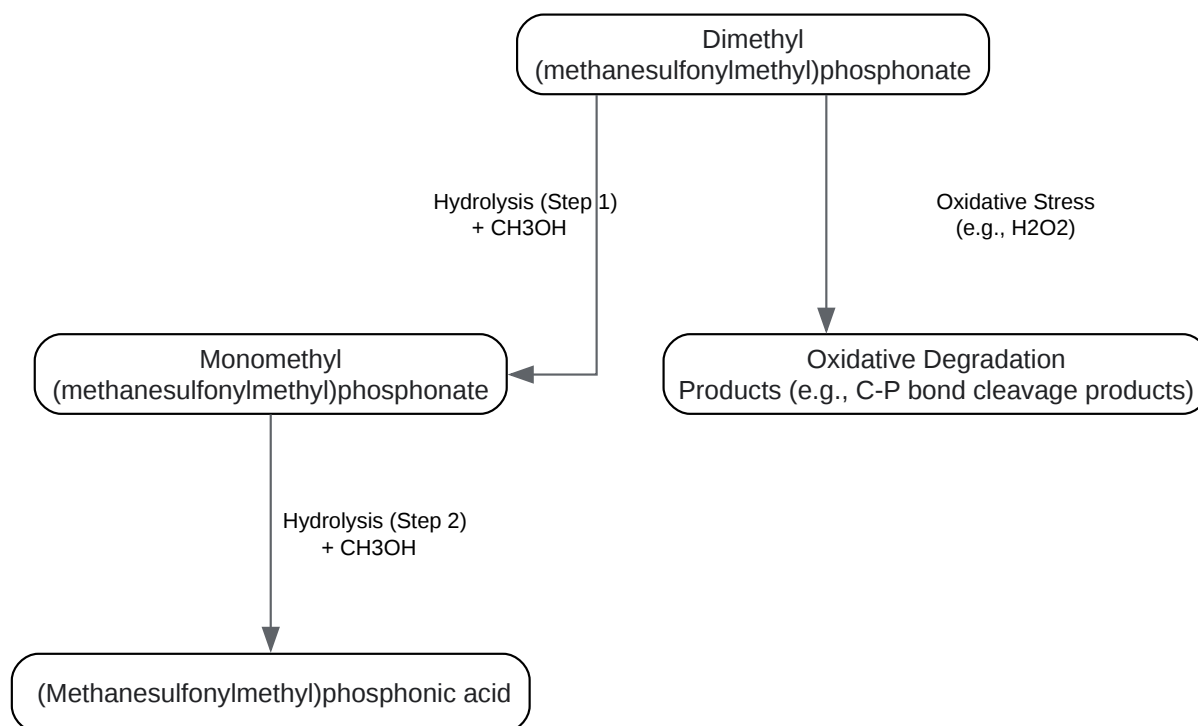 Dimethyl
(methanesulfonylmethyl)phosphonate
Hydrolysis (Step 1)
+ CH3OH
Oxidative Stress
(e.g., H2O2)
Monomethyl
(methanesulfonylmethyl)phosphonate
Oxidative Degradation
Products (e.g., C-P bond cleavage products)
Hydrolysis (Step 2)
+ CH3OH
(Methanesulfonylmethyl)phosphonic acid